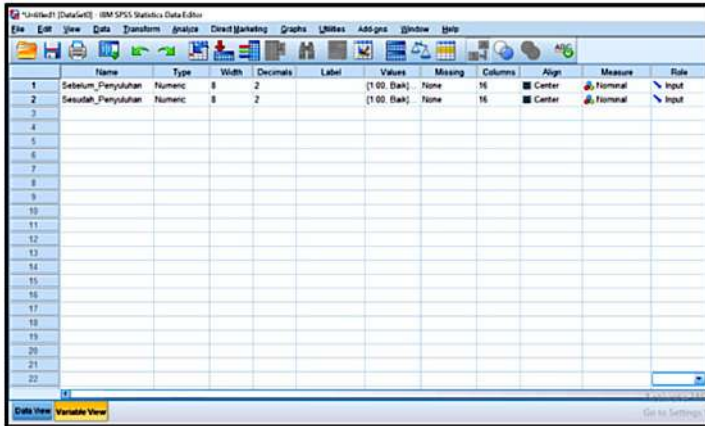 *Untitled1 [DataSet0] - IBM SPSS Statistics Data Editor
File Edit View Data Transform Analyze Direct Marketing Graphs Utilities Add-ons Window Help
Name Type Width Decimals Label Values Missing Columns Align Measure Role
1 Sebelum_Penyuluhan Numeric 8 2 {1.00, Baik}... None 16 Center Nominal Input
2 Sesudah_Penyuluhan Numeric 8 2 {1.00, Baik}... None 16 Center Nominal Input
3
4
5
6
7
8
9
10
11
12
13
14
15
16
17
18
19
20
21
22
Data View Variable View
Go to Settings